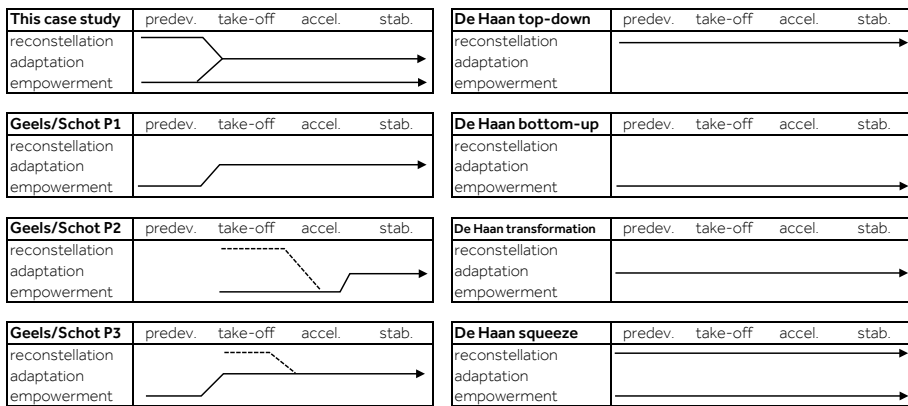 This case study predev. take-off accel. stab.
reconstellation
adaptation
empowerment
De Haan top-down predev. take-off accel. stab.
reconstellation
adaptation
empowerment
Geels/Schot P1 predev. take-off accel. stab.
reconstellation
adaptation
empowerment
De Haan bottom-up predev. take-off accel. stab.
reconstellation
adaptation
empowerment
Geels/Schot P2 predev. take-off accel. stab.
reconstellation
adaptation
empowerment
De Haan transformation predev. take-off accel. stab.
reconstellation
adaptation
empowerment
Geels/Schot P3 predev. take-off accel. stab.
reconstellation
adaptation
empowerment
De Haan squeeze predev. take-off accel. stab.
reconstellation
adaptation
empowerment